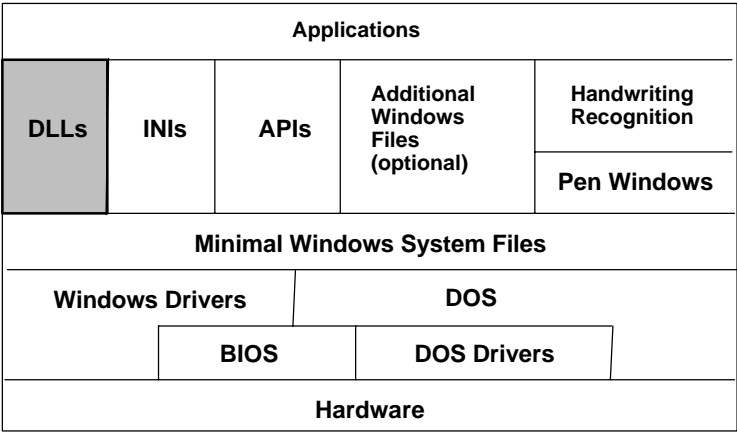 Applications
DLLs
INIs
APIs
Additional
Windows
Files
(optional)
Handwriting
Recognition
Pen Windows
Minimal Windows System Files
Windows Drivers
DOS
BIOS
DOS Drivers
Hardware